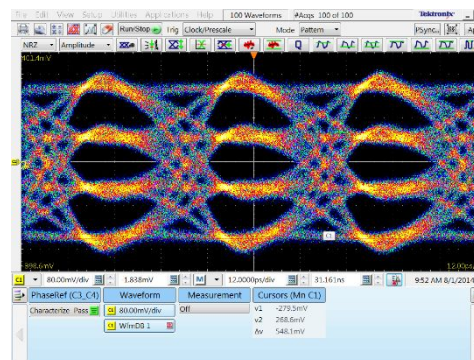 File Edit View Setup Utilities Applications Help 100 Waveforms #Acqs 100 of 100 Tektronix
Run/Stop Trig Clock/Prescale Mode Pattern PSync..
NRZ Amplitude
12.00ps
C1
C1 80.00mV/div 1.838mV M 12.0000ps/div 31.161ns 9:52 AM 8/1/2014
PhaseRef (C3_C4) Waveform Measurement Cursors (Mn C1)
Characterize Pass C1 80.00mV/div Off v1 -279.5mV
C1 WfmDB 1 v2 268.6mV
Δv 548.1mV